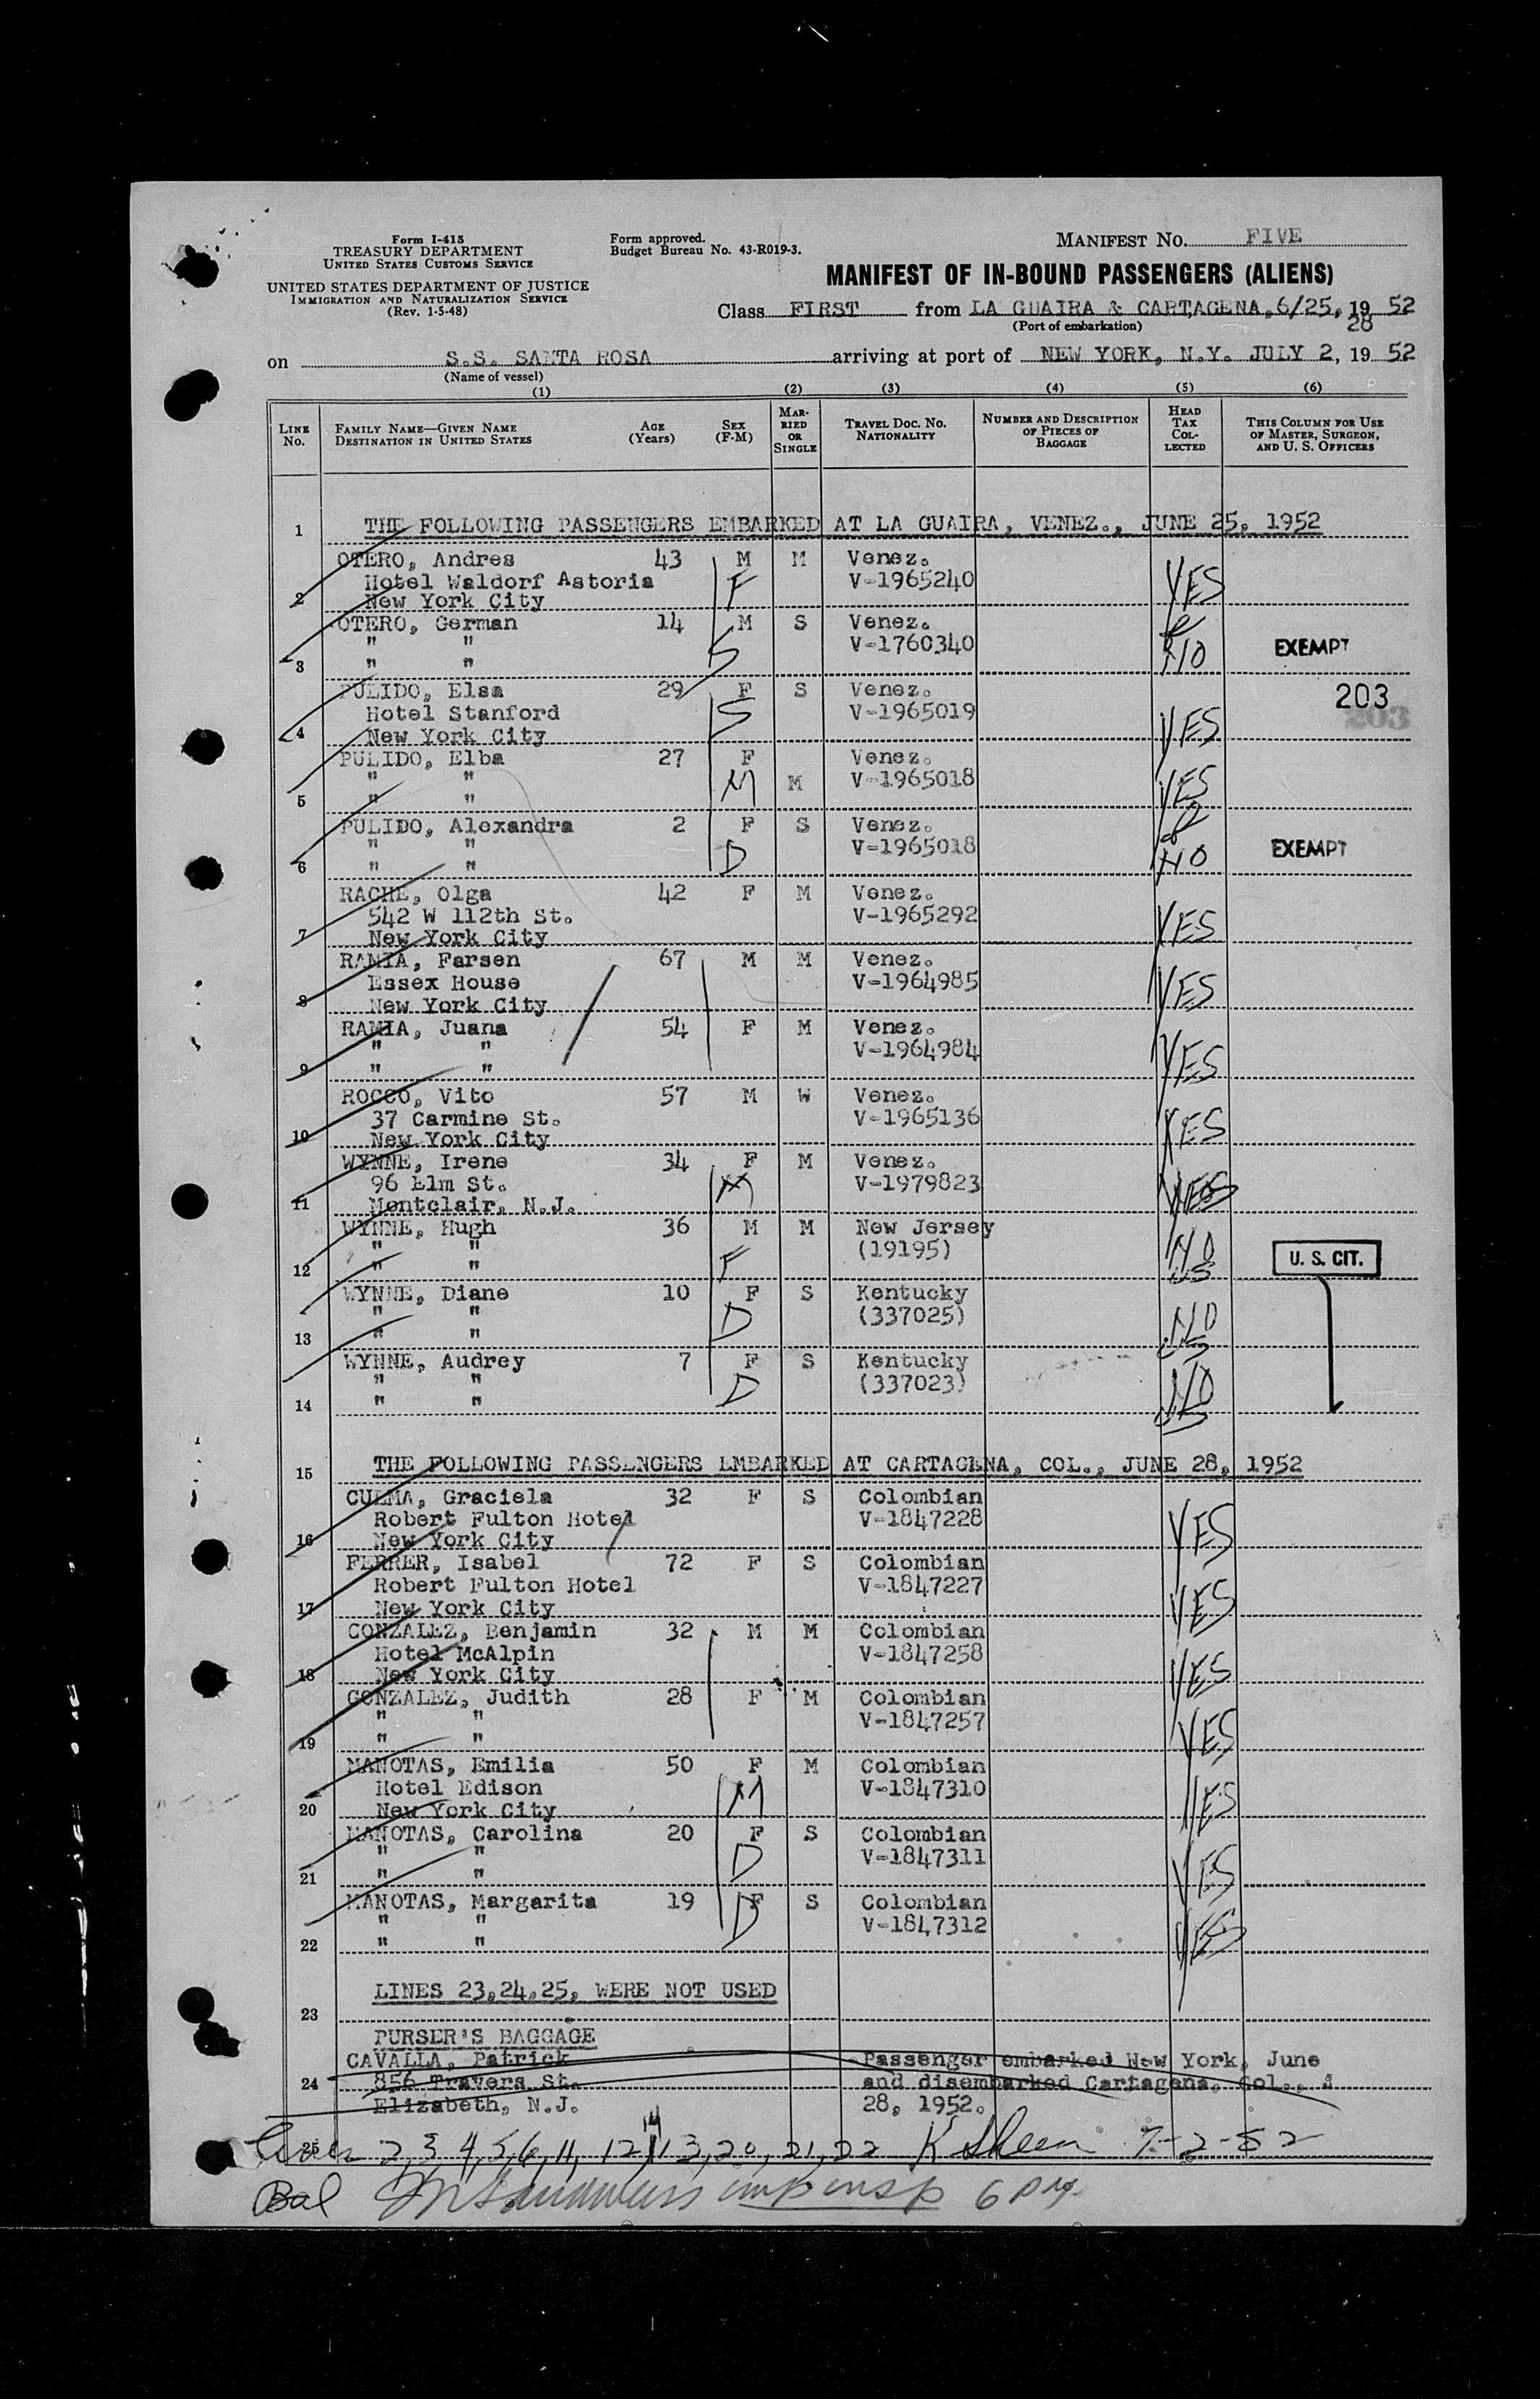 Form I-415
TREASURY DEPARTMENT
UNITED STATES CUSTOMS SERVICE
UNITED STATES DEPARTMENT OF JUSTICE
IMMIGRATION AND NATURALIZATION SERVICE
(Rev. 1-5-48)
Form approved.
Budget Bureau No. 43-R019-3.
MANIFEST NO. FIVE
MANIFEST OF IN-BOUND PASSENGERS (ALIENS)
Class FIRST from LA GUAIRA & CARTAGENA, 6/25, 19 52
(Port of embarkation) 28
on S.S. SANTA ROSA arriving at port of NEW YORK, N.Y. JULY 2, 19 52
(Name of vessel)
(1) (2) (3) (4) (5) (6)
LINE No. FAMILY NAME—GIVEN NAME DESTINATION IN UNITED STATES AGE (Years) SEX (F-M) MARRIED OR SINGLE TRAVEL DOC. NO. NATIONALITY NUMBER AND DESCRIPTION OF PIECES OF BAGGAGE HEAD TAX COLLECTED THIS COLUMN FOR USE OF MASTER, SURGEON, AND U. S. OFFICERS
1 THE FOLLOWING PASSENGERS EMBARKED AT LA GUAIRA, VENEZ., JUNE 25, 1952
OTERO, Andres 43 M M Venez.
Hotel Waldorf Astoria F V-1965240 YES
2 New York City
OTERO, German 14 M S Venez.
" " S V-1760340 NO EXEMPT
3 " "
PULIDO, Elsa 29 F S Venez. 203
Hotel Stanford S V-1965019 YES 203
4 New York City
PULIDO, Elba 27 F Venez.
" " M M V-1965018 YES
5 " "
PULIDO, Alexandra 2 F S Venez.
" " D V-1965018 NO EXEMPT
6 " "
RACHE, Olga 42 F M Venez.
542 W 112th St. V-1965292 YES
7 New York City
RAMIA, Farsen 67 M M Venez.
Essex House V-1964985 YES
8 New York City
RAMIA, Juana 54 F M Venez.
" " V-1964984 YES
9 " "
ROCCO, Vito 57 M W Venez.
37 Carmine St. V-1965136 YES
10 New York City
WYNNE, Irene 34 F M Venez.
96 Elm St. M V-1979823 YES
11 Montclair, N.J.
WYNNE, Hugh 36 M M New Jersey NO
" " F (19195) US U. S. CIT.
12 " "
WYNNE, Diane 10 F S Kentucky NO
" " D (337025) US
13 " "
WYNNE, Audrey 7 F S Kentucky NO
" " D (337023) US
14 " "
15 THE FOLLOWING PASSENGERS EMBARKED AT CARTAGENA, COL., JUNE 28, 1952
CULMA, Graciela 32 F S Colombian
Robert Fulton Hotel V-1847228 YES
16 New York City
FERRER, Isabel 72 F S Colombian
Robert Fulton Hotel V-1847227 YES
17 New York City
GONZALEZ, Benjamin 32 M M Colombian
Hotel McAlpin V-1847258 YES
18 New York City
GONZALEZ, Judith 28 F M Colombian
" " V-1847257 YES
19 " "
MANOTAS, Emilia 50 F M Colombian
Hotel Edison M V-1847310 YES
20 New York City
MANOTAS, Carolina 20 F S Colombian
" " D V-1847311 YES
21 " "
MANOTAS, Margarita 19 F S Colombian
" " D V-1847312 YES
22 " "
LINES 23,24,25, WERE NOT USED
23
PURSER'S BAGGAGE
CAVALLA, Patrick Passenger embarked New York, June
24 856 Travers St. and disembarked Cartagena, Col., J
Elizabeth, N.J. 28, 1952.
25 2, 3, 4, 5, 6, 11, 12, 14 13, 20, 21, 22 7-2-52
Bal insp 6